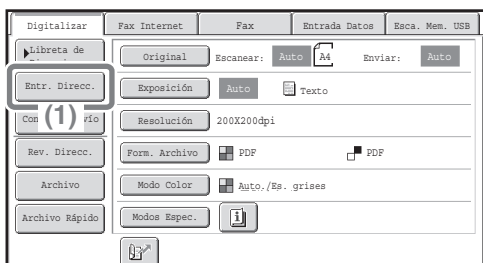 Digitalizar Fax Internet Fax Entrada Datos Esca. Mem. USB
Libreta de
Original Escanear: Auto A4 Enviar: Auto
Entr. Direcc.
Exposición Auto Texto
(1)
Resolución 200X200dpi
Rev. Direcc.
Form. Archivo PDF PDF
Archivo
Modo Color Auto./Es. grises
Archivo Rápido
Modos Espec.